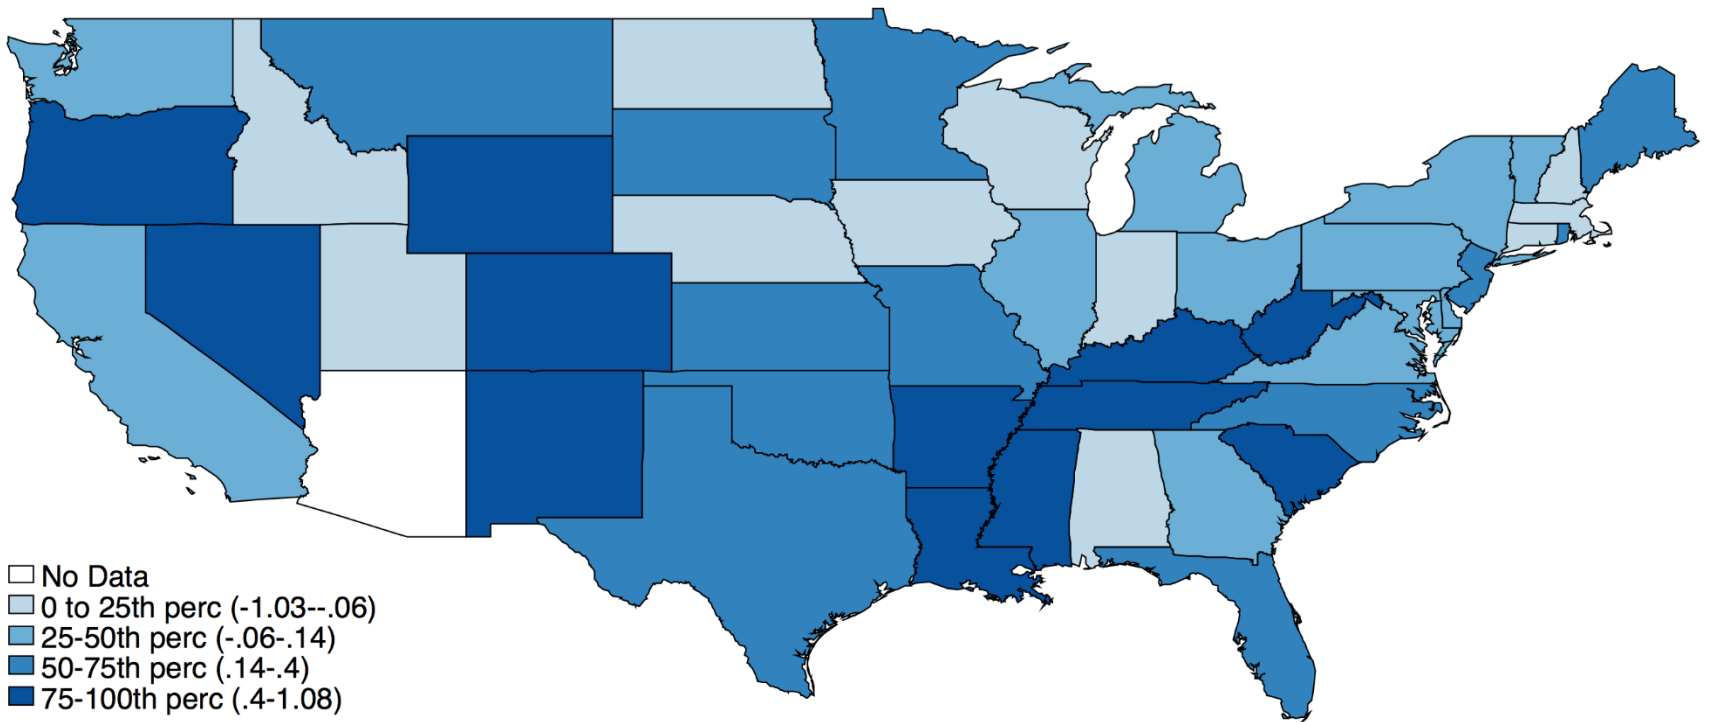 No Data
0 to 25th perc (-1.03--.06)
25-50th perc (-.06-.14)
50-75th perc (.14-.4)
75-100th perc (.4-1.08)